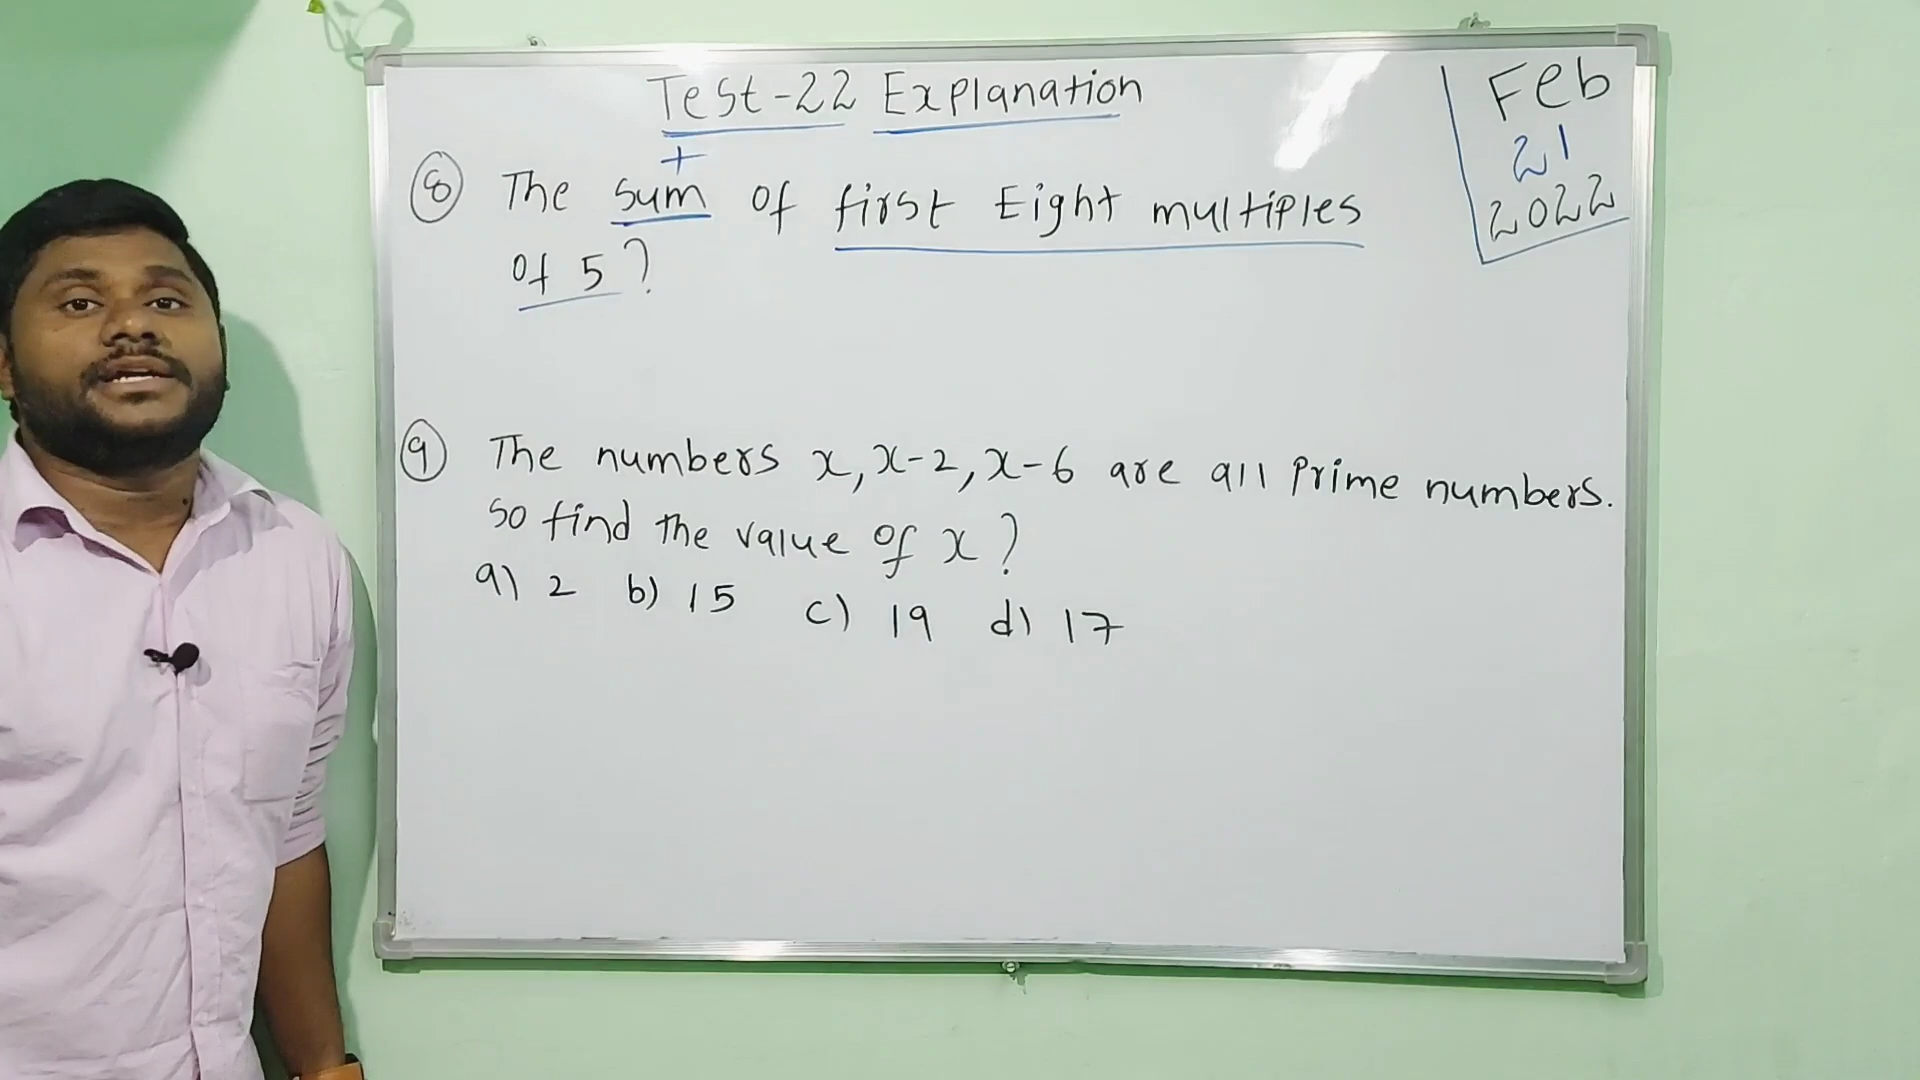 Test-22 Explanation
Feb
21
2022
+
⑧ The sum of first Eight multiples
of 5?
⑨ The numbers x, x-2, x-6 are all Prime numbers.
so find the value of x?
a) 2 b) 15 c) 19 d) 17